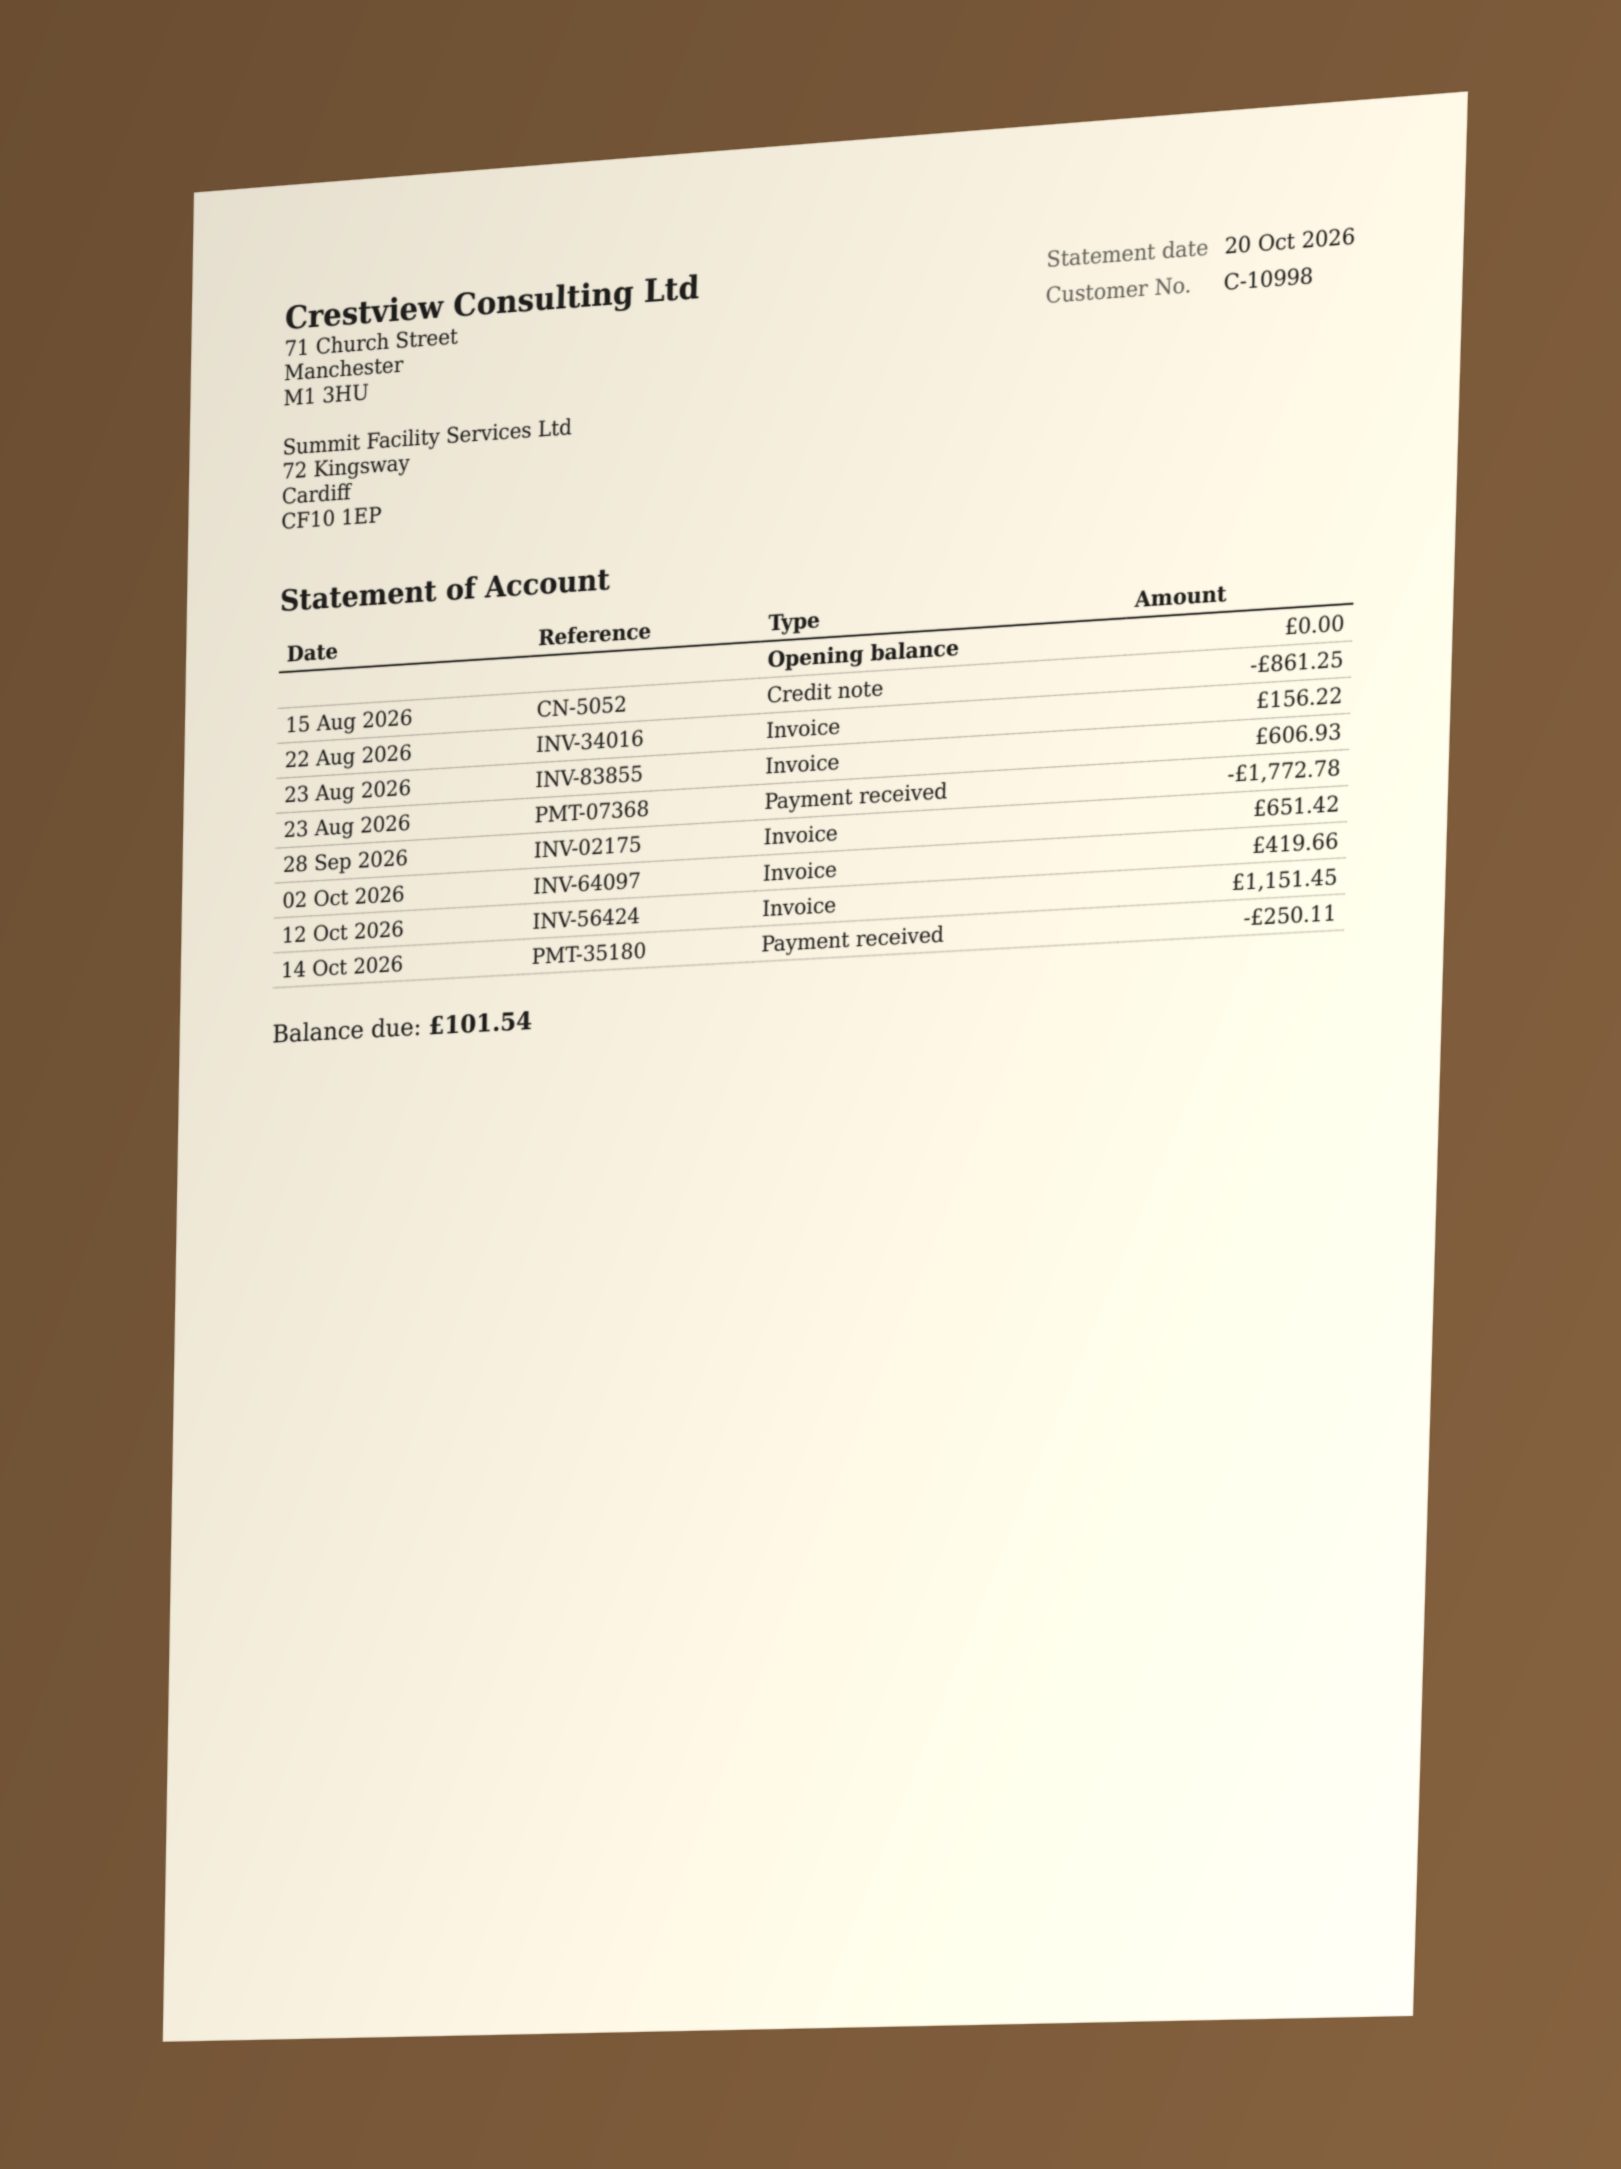 Statement date 20 Oct 2026
Customer No. C-10998
Crestview Consulting Ltd
71 Church Street
Manchester
M1 3HU
Summit Facility Services Ltd
72 Kingsway
Cardiff
CF10 1EP
Statement of Account
Date Reference Type Amount
Opening balance £0.00
15 Aug 2026 CN-5052 Credit note -£861.25
22 Aug 2026 INV-34016 Invoice £156.22
23 Aug 2026 INV-83855 Invoice £606.93
23 Aug 2026 PMT-07368 Payment received -£1,772.78
28 Sep 2026 INV-02175 Invoice £651.42
02 Oct 2026 INV-64097 Invoice £419.66
12 Oct 2026 INV-56424 Invoice £1,151.45
14 Oct 2026 PMT-35180 Payment received -£250.11
Balance due: £101.54